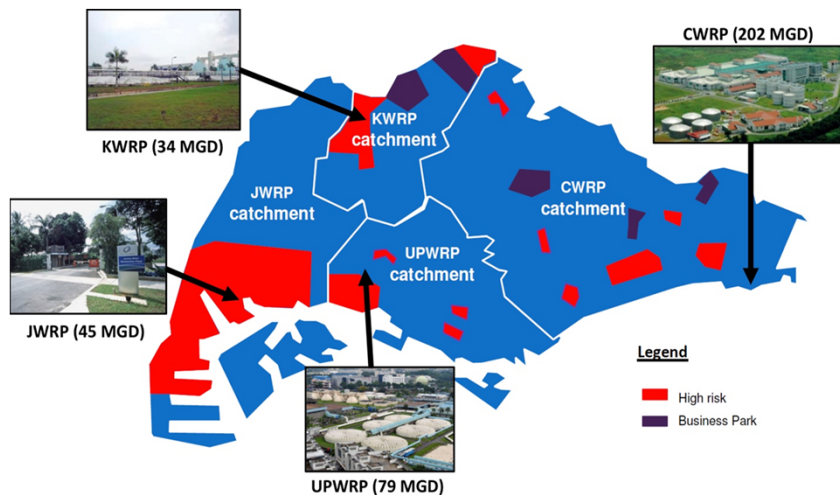 CWRP (202 MGD)
KWRP (34 MGD)
KWRP
catchment
JWRP
catchment
CWRP
catchment
UPWRP
catchment
JWRP (45 MGD)
UPWRP (79 MGD)
Legend
High risk
Business Park